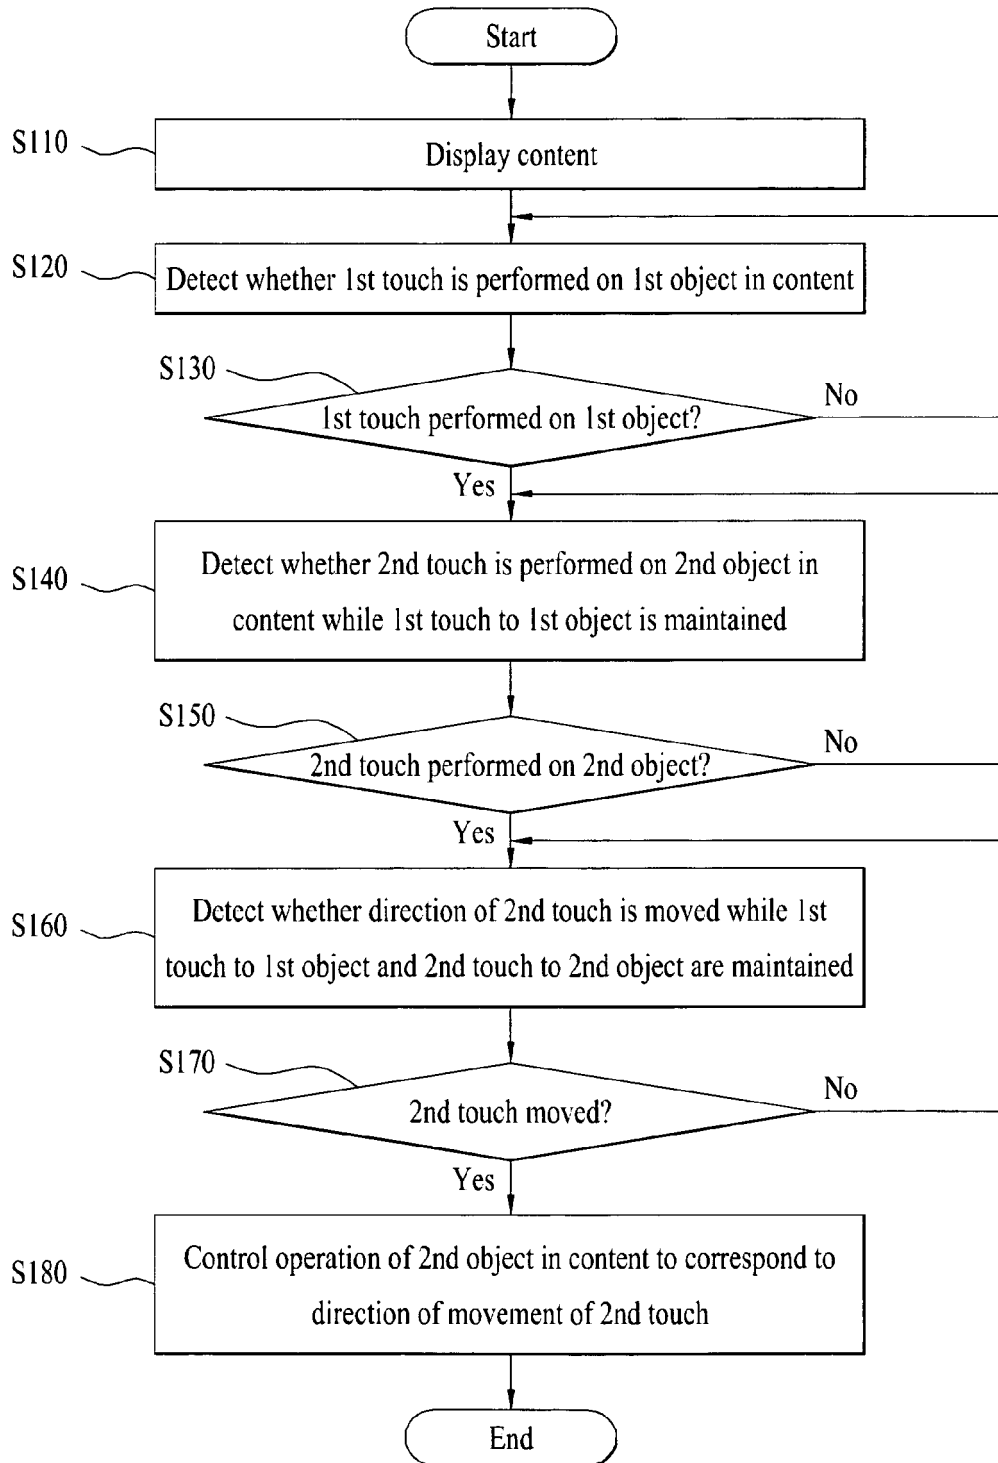 Start
S110
Display content
S120
Detect whether 1st touch is performed on 1st object in content
S130
1st touch performed on 1st object?
No
Yes
S140
Detect whether 2nd touch is performed on 2nd object in
content while 1st touch to 1st object is maintained
S150
2nd touch performed on 2nd object?
No
Yes
S160
Detect whether direction of 2nd touch is moved while 1st
touch to 1st object and 2nd touch to 2nd object are maintained
S170
2nd touch moved?
No
Yes
S180
Control operation of 2nd object in content to correspond to
direction of movement of 2nd touch
End